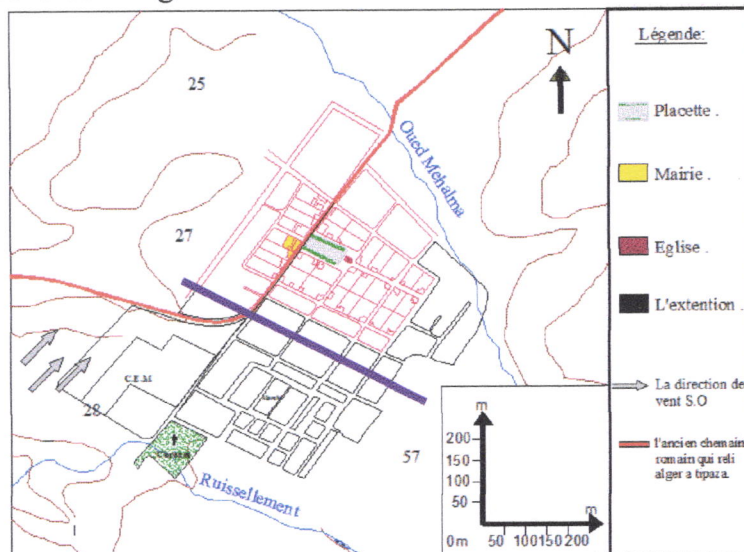 25
N
Oued Mehalma
27
C.E.M
28
57
Ruissellement
m
200
150
100
50
0m 50 100 150 200
m
Légende:
Placette .
Mairie .
Eglise .
L'extention .
La direction de
vent S.O
l'ancien chemain
romain qui reli
alger a tipaza.